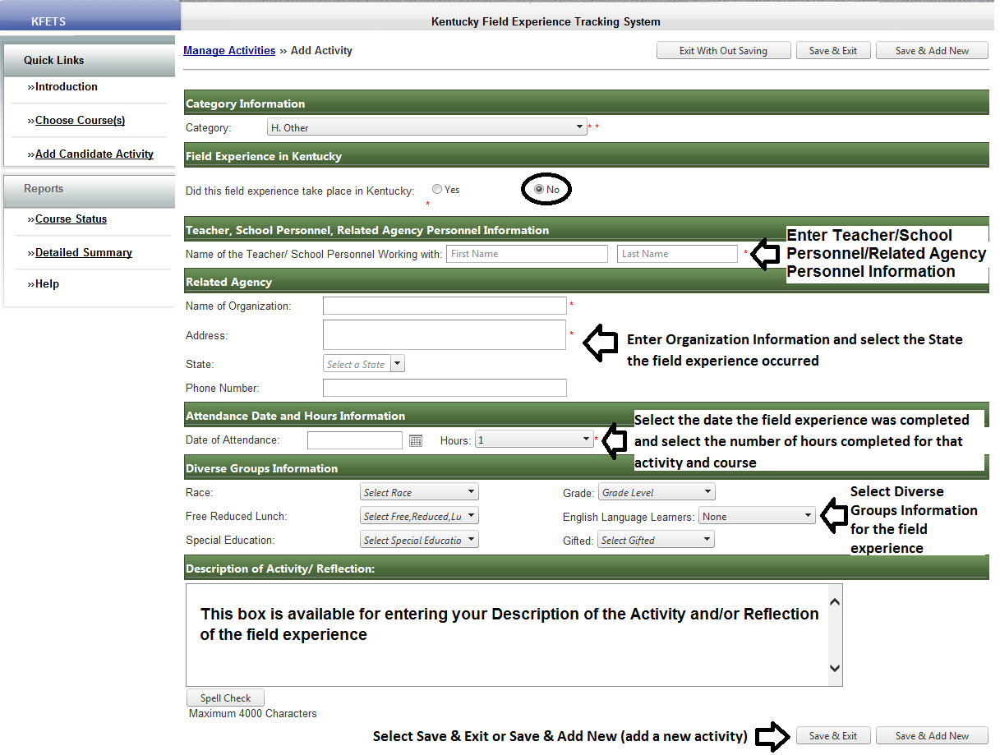 KFETS
Kentucky Field Experience Tracking System
Quick Links
»Introduction
»Choose Course(s)
»Add Candidate Activity
Reports
»Course Status
»Detailed Summary
»Help
Manage Activities » Add Activity
Exit With Out Saving
Save & Exit
Save & Add New
Category Information
Category: H. Other * *
Field Experience in Kentucky
Did this field experience take place in Kentucky: Yes No
*
Teacher, School Personnel, Related Agency Personnel Information
Name of the Teacher/ School Personnel Working with: First Name Last Name *
Enter Teacher/School
Personnel/Related Agency
Personnel Information
Related Agency
Name of Organization: *
Address: *
State: Select a State
Phone Number:
Enter Organization Information and select the State
the field experience occurred
Attendance Date and Hours Information
Date of Attendance: Hours: 1 *
Select the date the field experience was completed
and select the number of hours completed for that
activity and course
Diverse Groups Information
Race: Select Race Grade: Grade Level
Free Reduced Lunch: Select Free,Reduced,Lu English Language Learners: None
Special Education: Select Special Educatio Gifted: Select Gifted
Select Diverse
Groups Information
for the field
experience
Description of Activity/ Reflection:
This box is available for entering your Description of the Activity and/or Reflection
of the field experience
Spell Check
Maximum 4000 Characters
Select Save & Exit or Save & Add New (add a new activity)
Save & Exit
Save & Add New